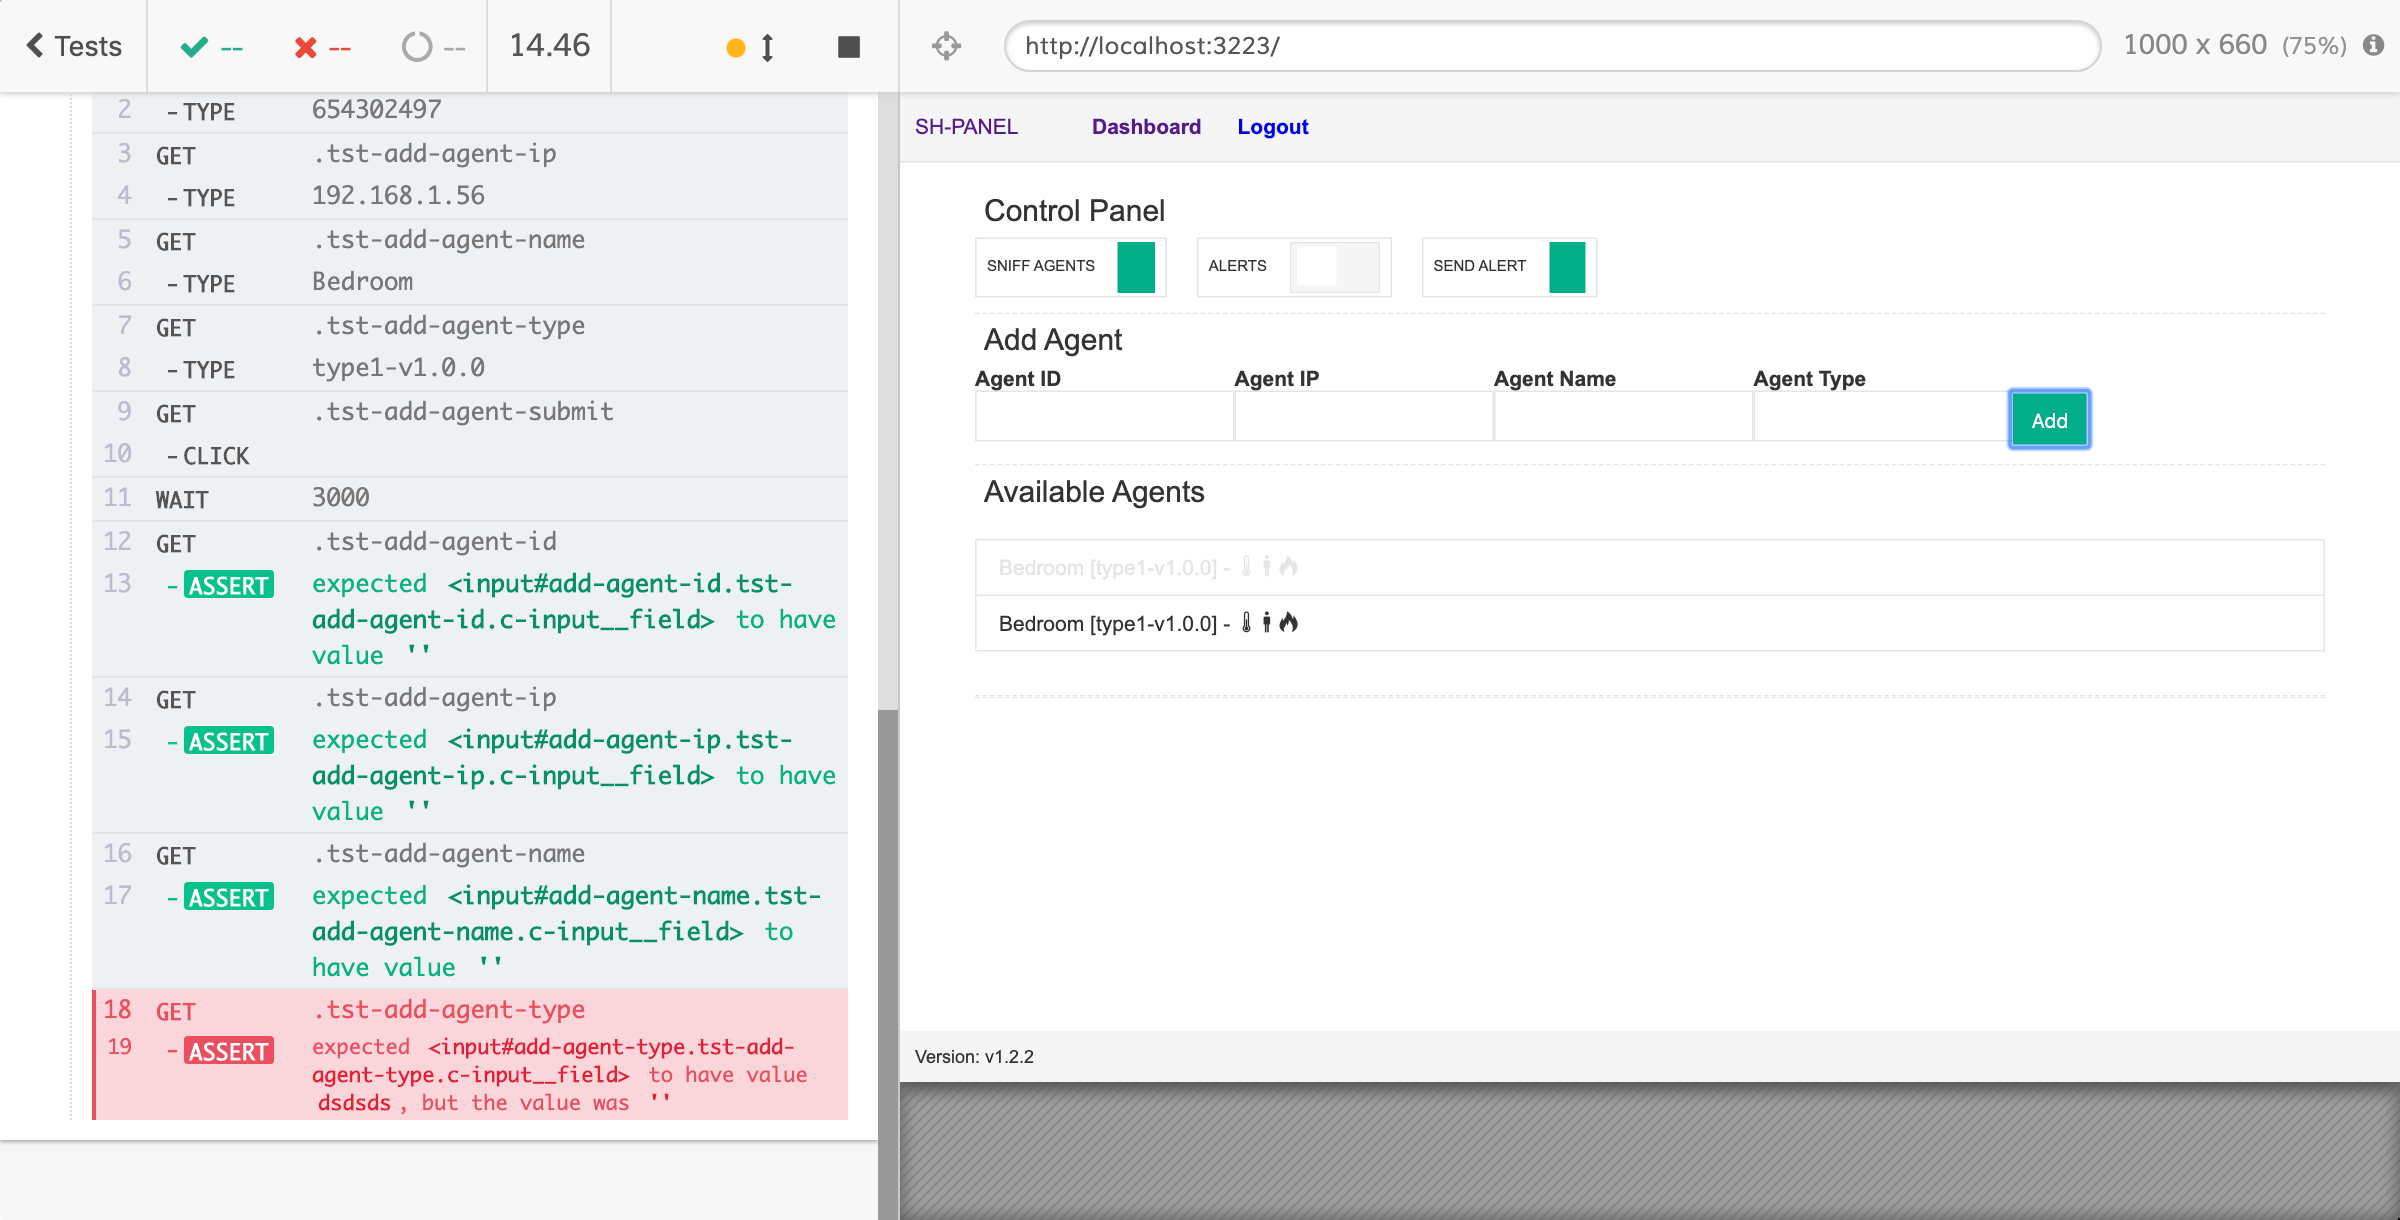 Tests -- -- -- 14.46
http://localhost:3223/ 1000 x 660 (75%)
2 -TYPE 654302497
3 GET .tst-add-agent-ip
4 -TYPE 192.168.1.56
5 GET .tst-add-agent-name
6 -TYPE Bedroom
7 GET .tst-add-agent-type
8 -TYPE type1-v1.0.0
9 GET .tst-add-agent-submit
10 -CLICK
11 WAIT 3000
12 GET .tst-add-agent-id
13 -ASSERT expected <input#add-agent-id.tst-
add-agent-id.c-input__field> to have
value ''
14 GET .tst-add-agent-ip
15 -ASSERT expected <input#add-agent-ip.tst-
add-agent-ip.c-input__field> to have
value ''
16 GET .tst-add-agent-name
17 -ASSERT expected <input#add-agent-name.tst-
add-agent-name.c-input__field> to
have value ''
18 GET .tst-add-agent-type
19 -ASSERT expected <input#add-agent-type.tst-add-
agent-type.c-input__field> to have value
dsdsds, but the value was ''
SH-PANEL Dashboard Logout
Control Panel
SNIFF AGENTS ALERTS SEND ALERT
Add Agent
Agent ID Agent IP Agent Name Agent Type
Add
Available Agents
Bedroom [type1-v1.0.0] -
Bedroom [type1-v1.0.0] -
Version: v1.2.2